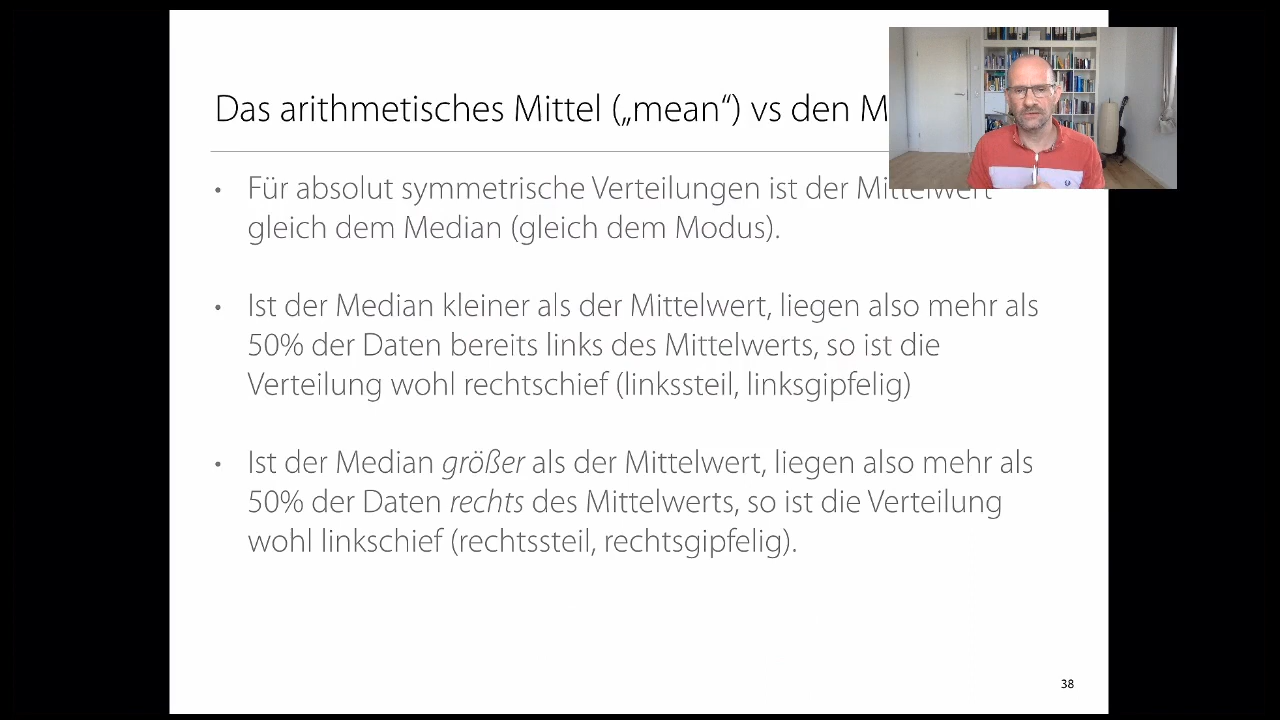 Das arithmetisches Mittel („mean“) vs den
Für absolut symmetrische Verteilungen ist der Mittelwert
gleich dem Median (gleich dem Modus).
Ist der Median kleiner als der Mittelwert, liegen also mehr als
50% der Daten bereits links des Mittelwerts, so ist die
Verteilung wohl rechtschief (linkssteil, linksgipfelig)
Ist der Median größer als der Mittelwert, liegen also mehr als
50% der Daten rechts des Mittelwerts, so ist die Verteilung
wohl linkschief (rechtssteil, rechtsgipfelig).
38